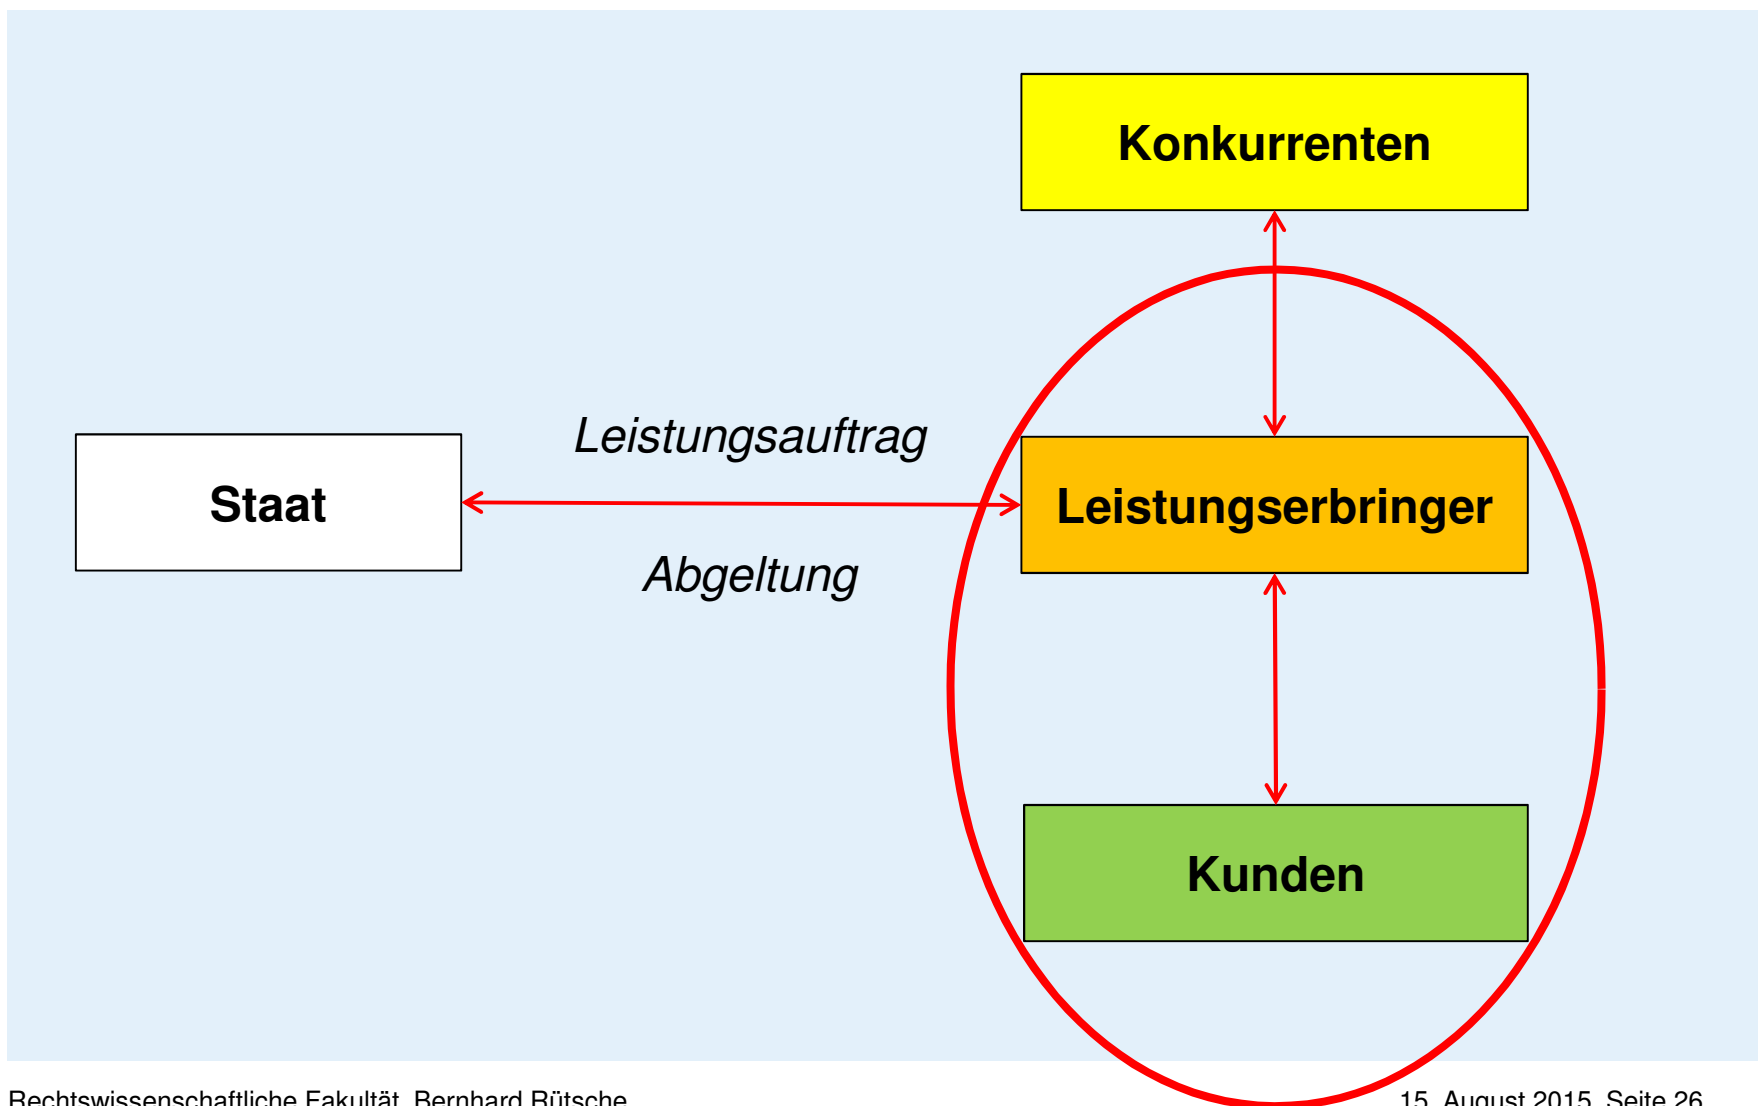 Konkurrenten
Leistungsauftrag
Staat
Leistungserbringer
Abgeltung
Kunden
Rechtswissenschaftliche Fakultät, Bernhard Rütsche
15. August 2015, Seite 26